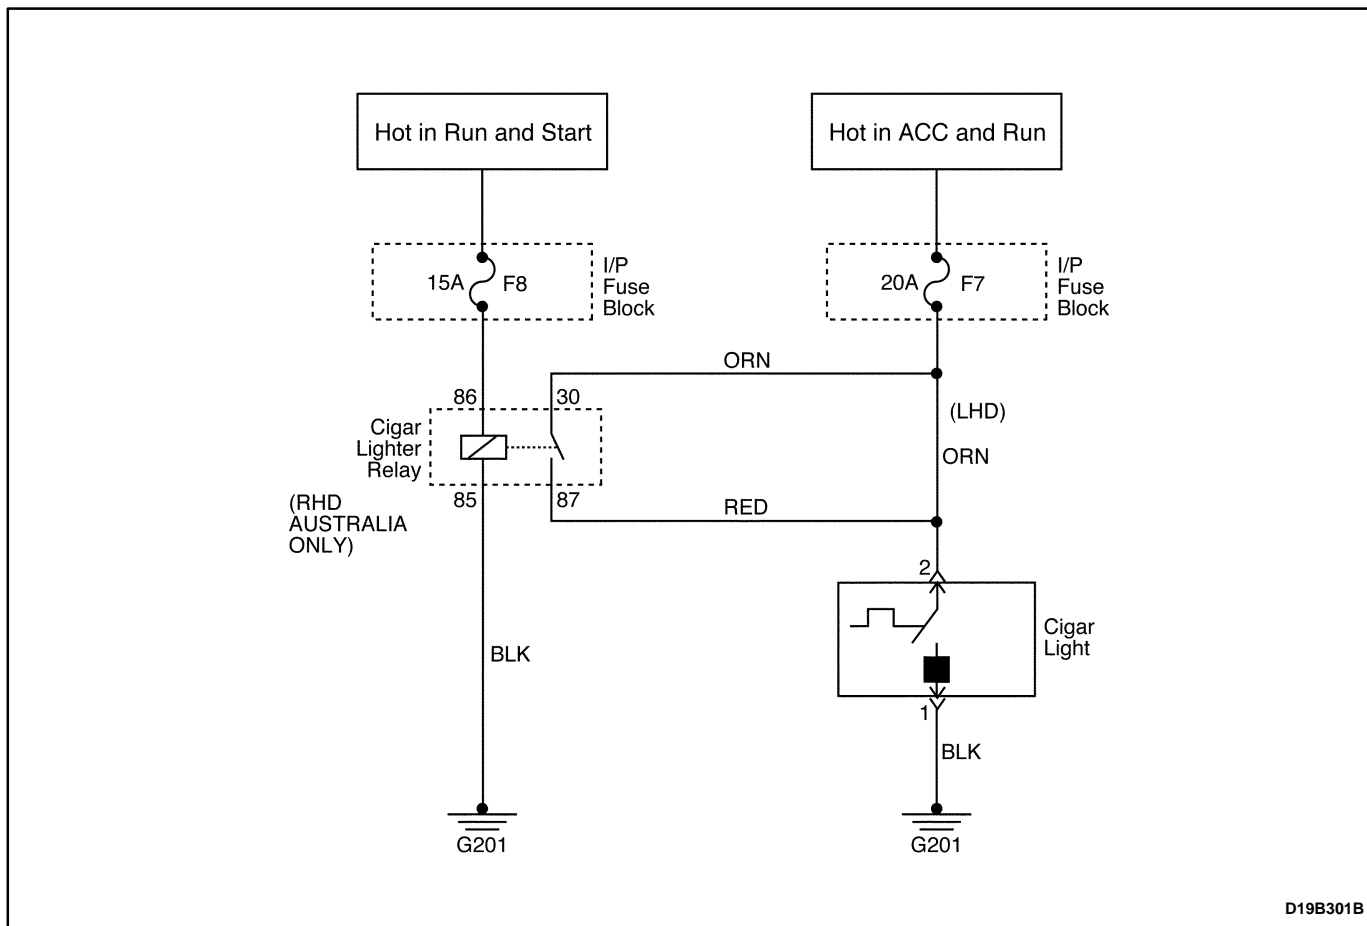 Hot in Run and Start
Hot in ACC and Run
15A
F8
I/P
Fuse
Block
20A
F7
I/P
Fuse
Block
ORN
86
30
(LHD)
Cigar
Lighter
Relay
ORN
85
87
RED
(RHD
AUSTRALIA
ONLY)
2
Cigar
Light
BLK
1
BLK
G201
G201
D19B301B